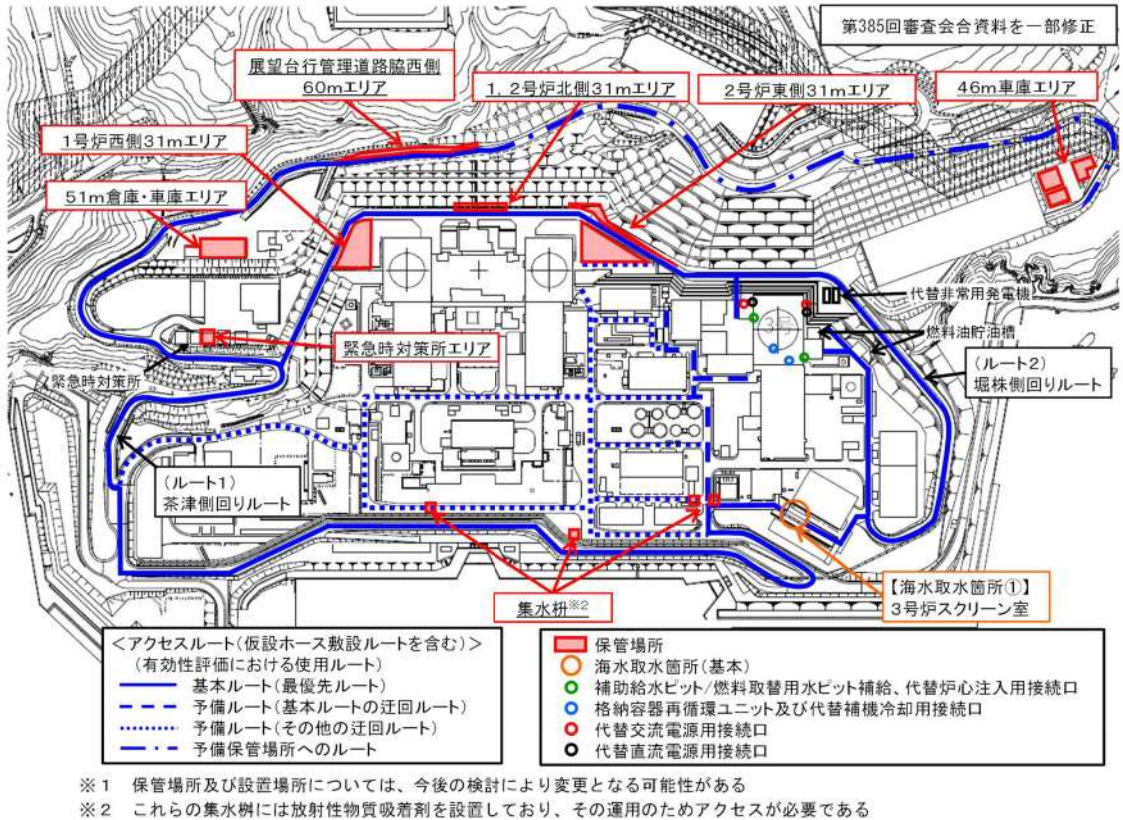 第385回審査会合資料を一部修正
展望台行管理道路脇西側
60mエリア
1，2号炉北側31mエリア
2号炉東側31mエリア
46m車庫エリア
1号炉西側31mエリア
51m倉庫・車庫エリア
代替非常用発電機
燃料油貯油槽
緊急時対策所エリア
緊急時対策所
(ルート2)
堀株側回りルート
(ルート1)
茶津側回りルート
【海水取水箇所①】
3号炉スクリーン室
集水枡※2
＜アクセスルート(仮設ホース敷設ルートを含む)＞
(有効性評価における使用ルート)
基本ルート(最優先ルート)
予備ルート(基本ルートの迂回ルート)
予備ルート(その他の迂回ルート)
予備保管場所へのルート
保管場所
海水取水箇所(基本)
補助給水ピット/燃料取替用水ピット補給、代替炉心注入用接続口
格納容器再循環ユニット及び代替補機冷却用接続口
代替交流電源用接続口
代替直流電源用接続口
※1 保管場所及び設置場所については、今後の検討により変更となる可能性がある
※2 これらの集水桝には放射性物質吸着剤を設置しており、その運用のためアクセスが必要である